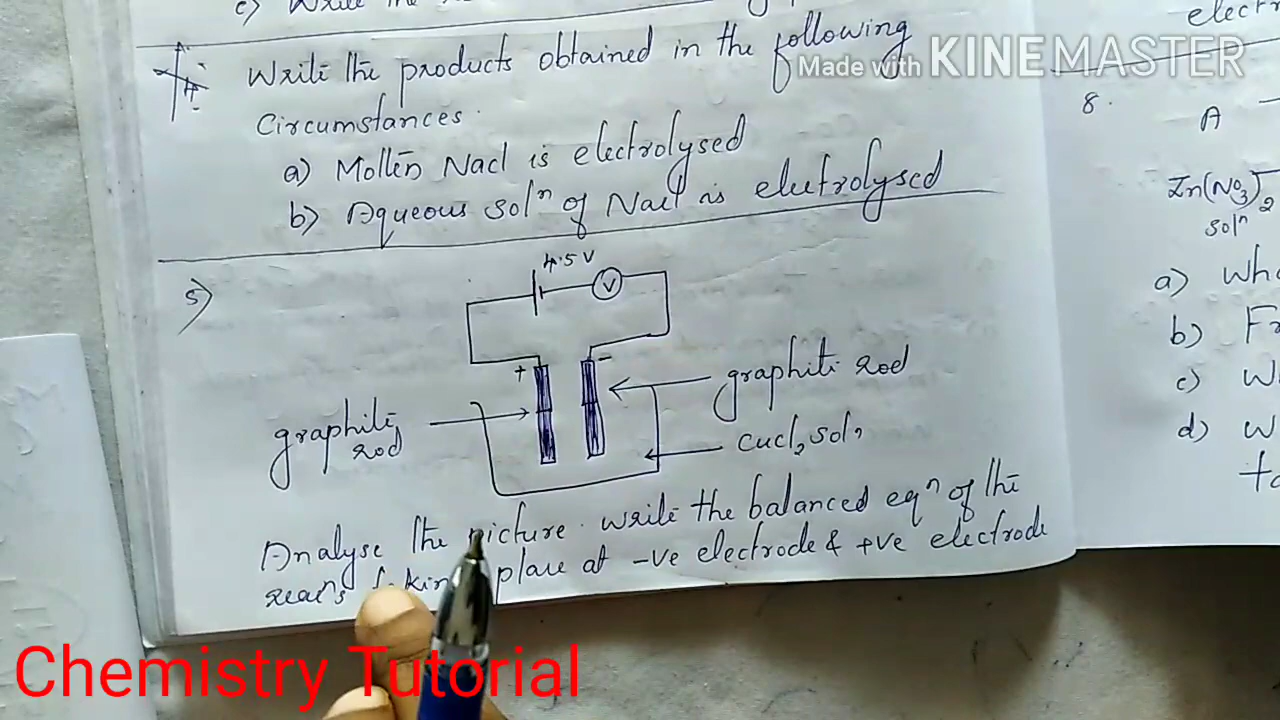 c) Write the
Write the products obtained in the following
Circumstances.
a) Molten Nacl is electrolysed
b) Aqueous solⁿ of Nacl is electrolysed
5)
4.5 V
V
+ -
graphite rod
graphite
rod
cucl₂ solⁿ
Analyse the picture. write the balanced eqⁿ of the
place at -ve electrode & +ve electrode
Made with KINEMASTER
8.
A
Zn(NO₃)₂
solⁿ
a)
b)
c)
d)
Chemistry Tutorial